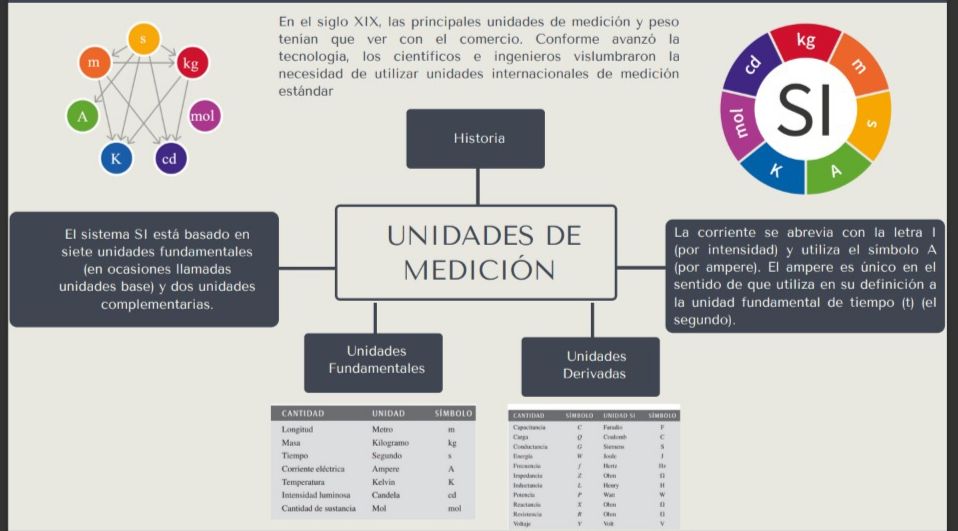 s
m
kg
A
mol
K
cd
En el siglo XIX, las principales unidades de medición y peso
tenían que ver con el comercio. Conforme avanzó la
tecnología, los científicos e ingenieros vislumbraron la
necesidad de utilizar unidades internacionales de medición
estándar
kg
m
s
A
K
mol
cd
SI
Historia
UNIDADES DE
MEDICIÓN
El sistema SI está basado en
siete unidades fundamentales
(en ocasiones llamadas
unidades base) y dos unidades
complementarias.
La corriente se abrevia con la letra I
(por intensidad) y utiliza el símbolo A
(por ampere). El ampere es único en el
sentido de que utiliza en su definición a
la unidad fundamental de tiempo (t) (el
segundo).
Unidades
Fundamentales
Unidades
Derivadas
CANTIDAD UNIDAD SÍMBOLO
Longitud Metro m
Masa Kilogramo kg
Tiempo Segundo s
Corriente eléctrica Ampere A
Temperatura Kelvin K
Intensidad luminosa Candela cd
Cantidad de sustancia Mol mol
CANTIDAD SÍMBOLO UNIDAD SI SÍMBOLO
Capacitancia C Faradio F
Carga Q Coulomb C
Conductancia G Siemens S
Energía W Joule J
Frecuencia f Hertz Hz
Impedancia Z Ohm Ω
Inductancia L Henry H
Potencia P Watt W
Reactancia X Ohm Ω
Resistencia R Ohm Ω
Voltaje V Volt V